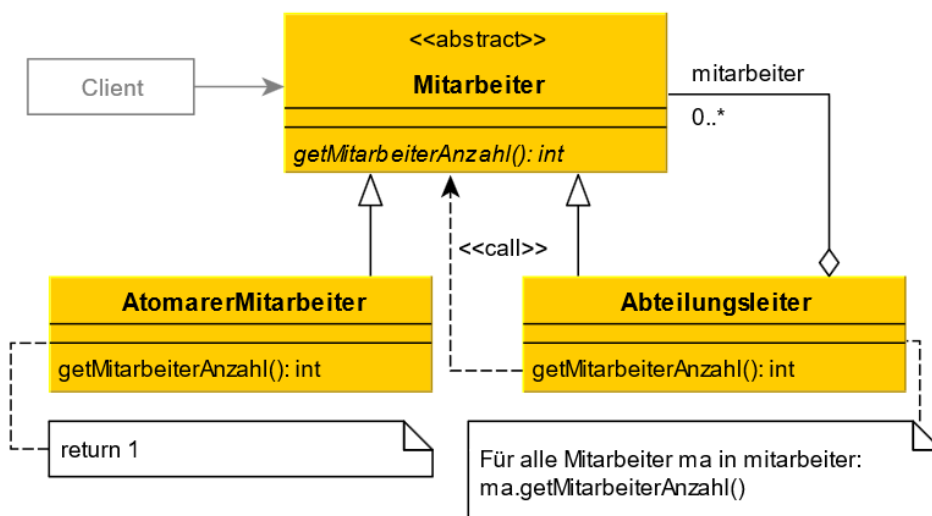 <<abstract>>
Mitarbeiter
getMitarbeiterAnzahl(): int
Client
mitarbeiter
0..*
<<call>>
AtomarerMitarbeiter
getMitarbeiterAnzahl(): int
Abteilungsleiter
getMitarbeiterAnzahl(): int
return 1
Für alle Mitarbeiter ma in mitarbeiter:
ma.getMitarbeiterAnzahl()